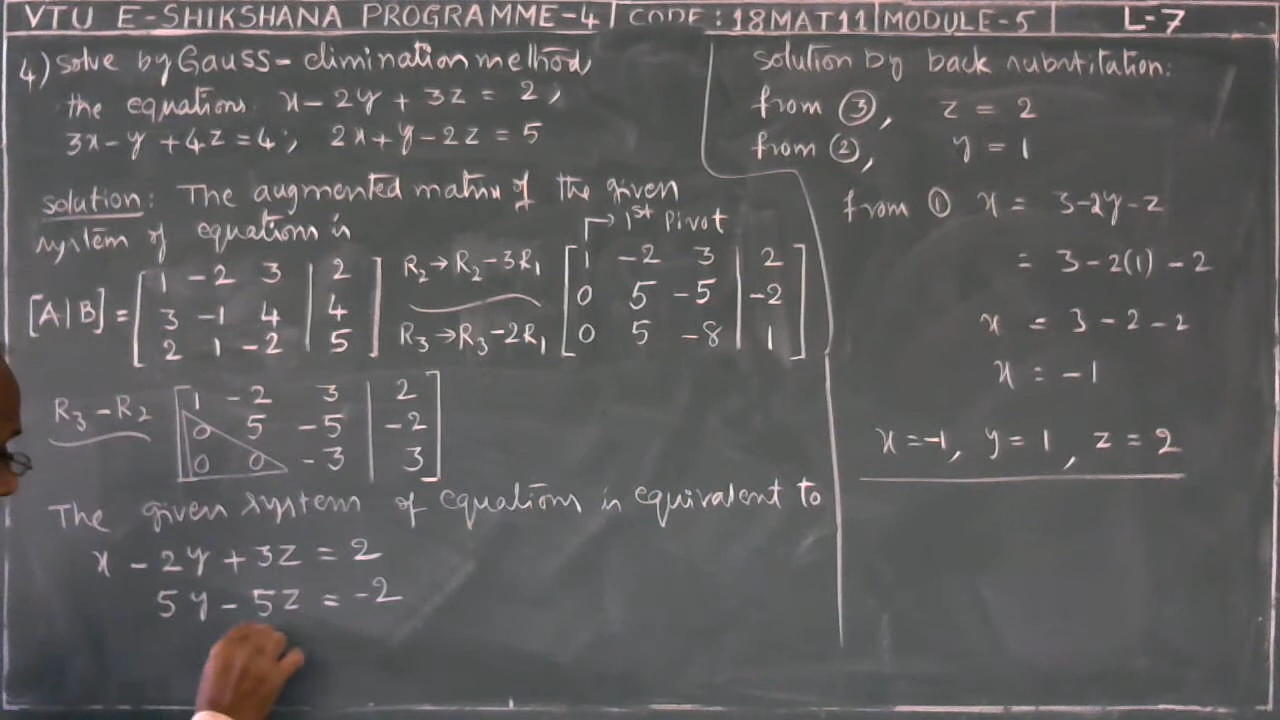 VTU E-SHIKSHANA PROGRAMME-4 | CODE:18MAT11 | MODULE-5 | L-7
4) solve by Gauss-elimination method
the equations x - 2y + 3z = 2,
3x - y + 4z = 4; 2x + y - 2z = 5
solution: The augmented matrix of the given
system of equations is
→ 1st Pivot
[A|B] = [1 -2 3 | 2
3 -1 4 | 4
2 1 -2 | 5]
R2→R2-3R1
R3→R3-2R1
[1 -2 3 | 2
0 5 -5 | -2
0 5 -8 | 1]
R3-R2
[1 -2 3 | 2
0 5 -5 | -2
0 0 -3 | 3]
The given system of equations is equivalent to
x - 2y + 3z = 2
5y - 5z = -2
solution by back substitution:
from ③, z = 2
from ②, y = 1
from ① x = 3-2y-z
= 3-2(1)-2
x = 3-2-2
x = -1
x = -1, y = 1, z = 2